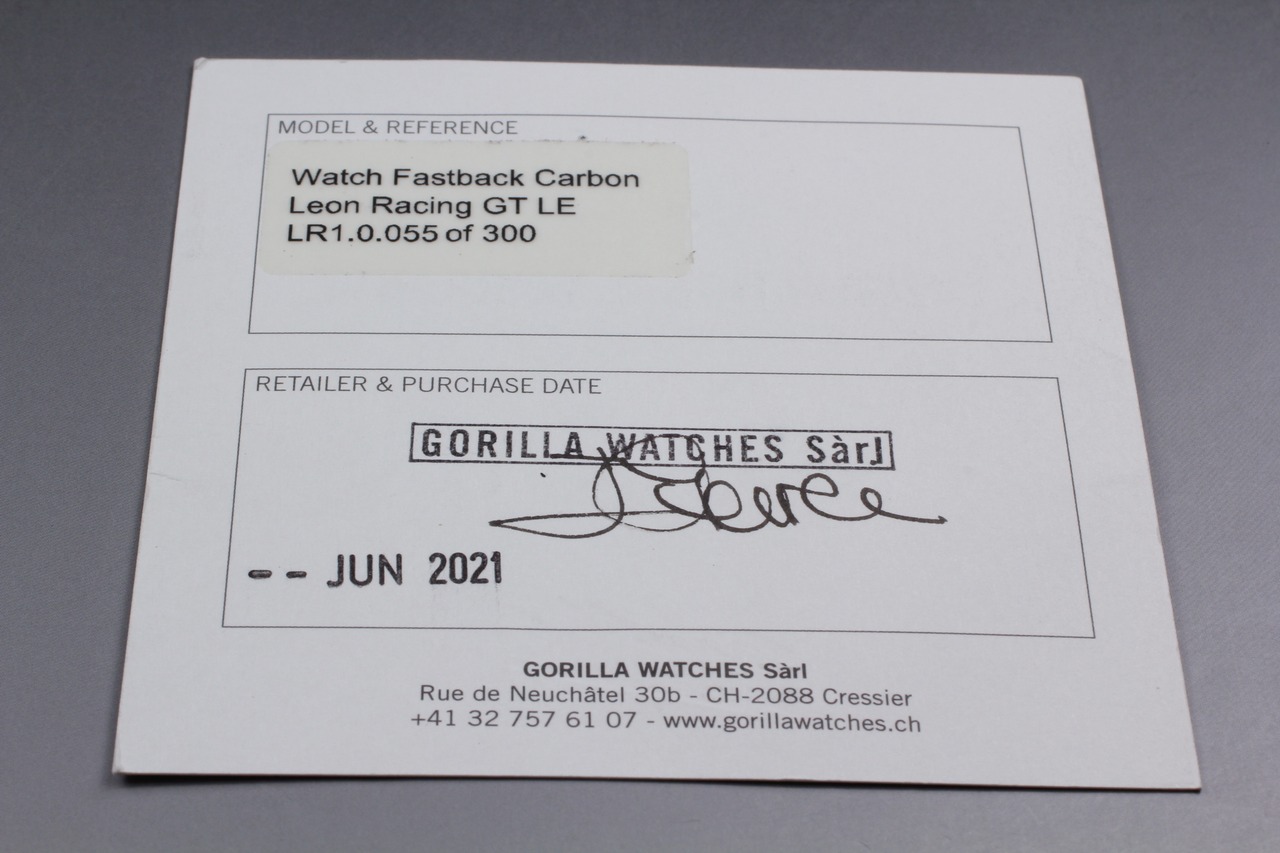 MODEL & REFERENCE
Watch Fastback Carbon
Leon Racing GT LE
LR1.0.055 of 300
RETAILER & PURCHASE DATE
GORILLA WATCHES Sàrl
-- JUN 2021
GORILLA WATCHES Sàrl
Rue de Neuchâtel 30b - CH-2088 Cressier
+41 32 757 61 07 - www.gorillawatches.ch